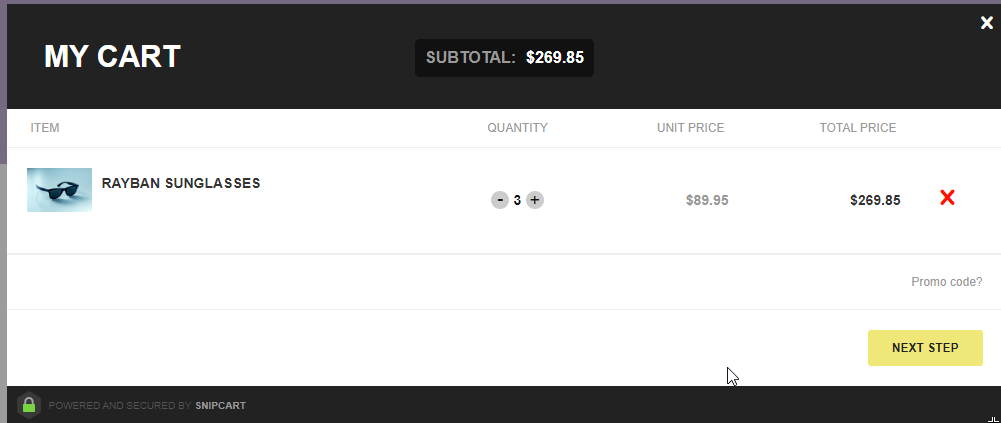 MY CART
SUBTOTAL: $269.85
ITEM QUANTITY UNIT PRICE TOTAL PRICE
RAYBAN SUNGLASSES
- 3 + $89.95 $269.85
Promo code?
NEXT STEP
POWERED AND SECURED BY SNIPCART